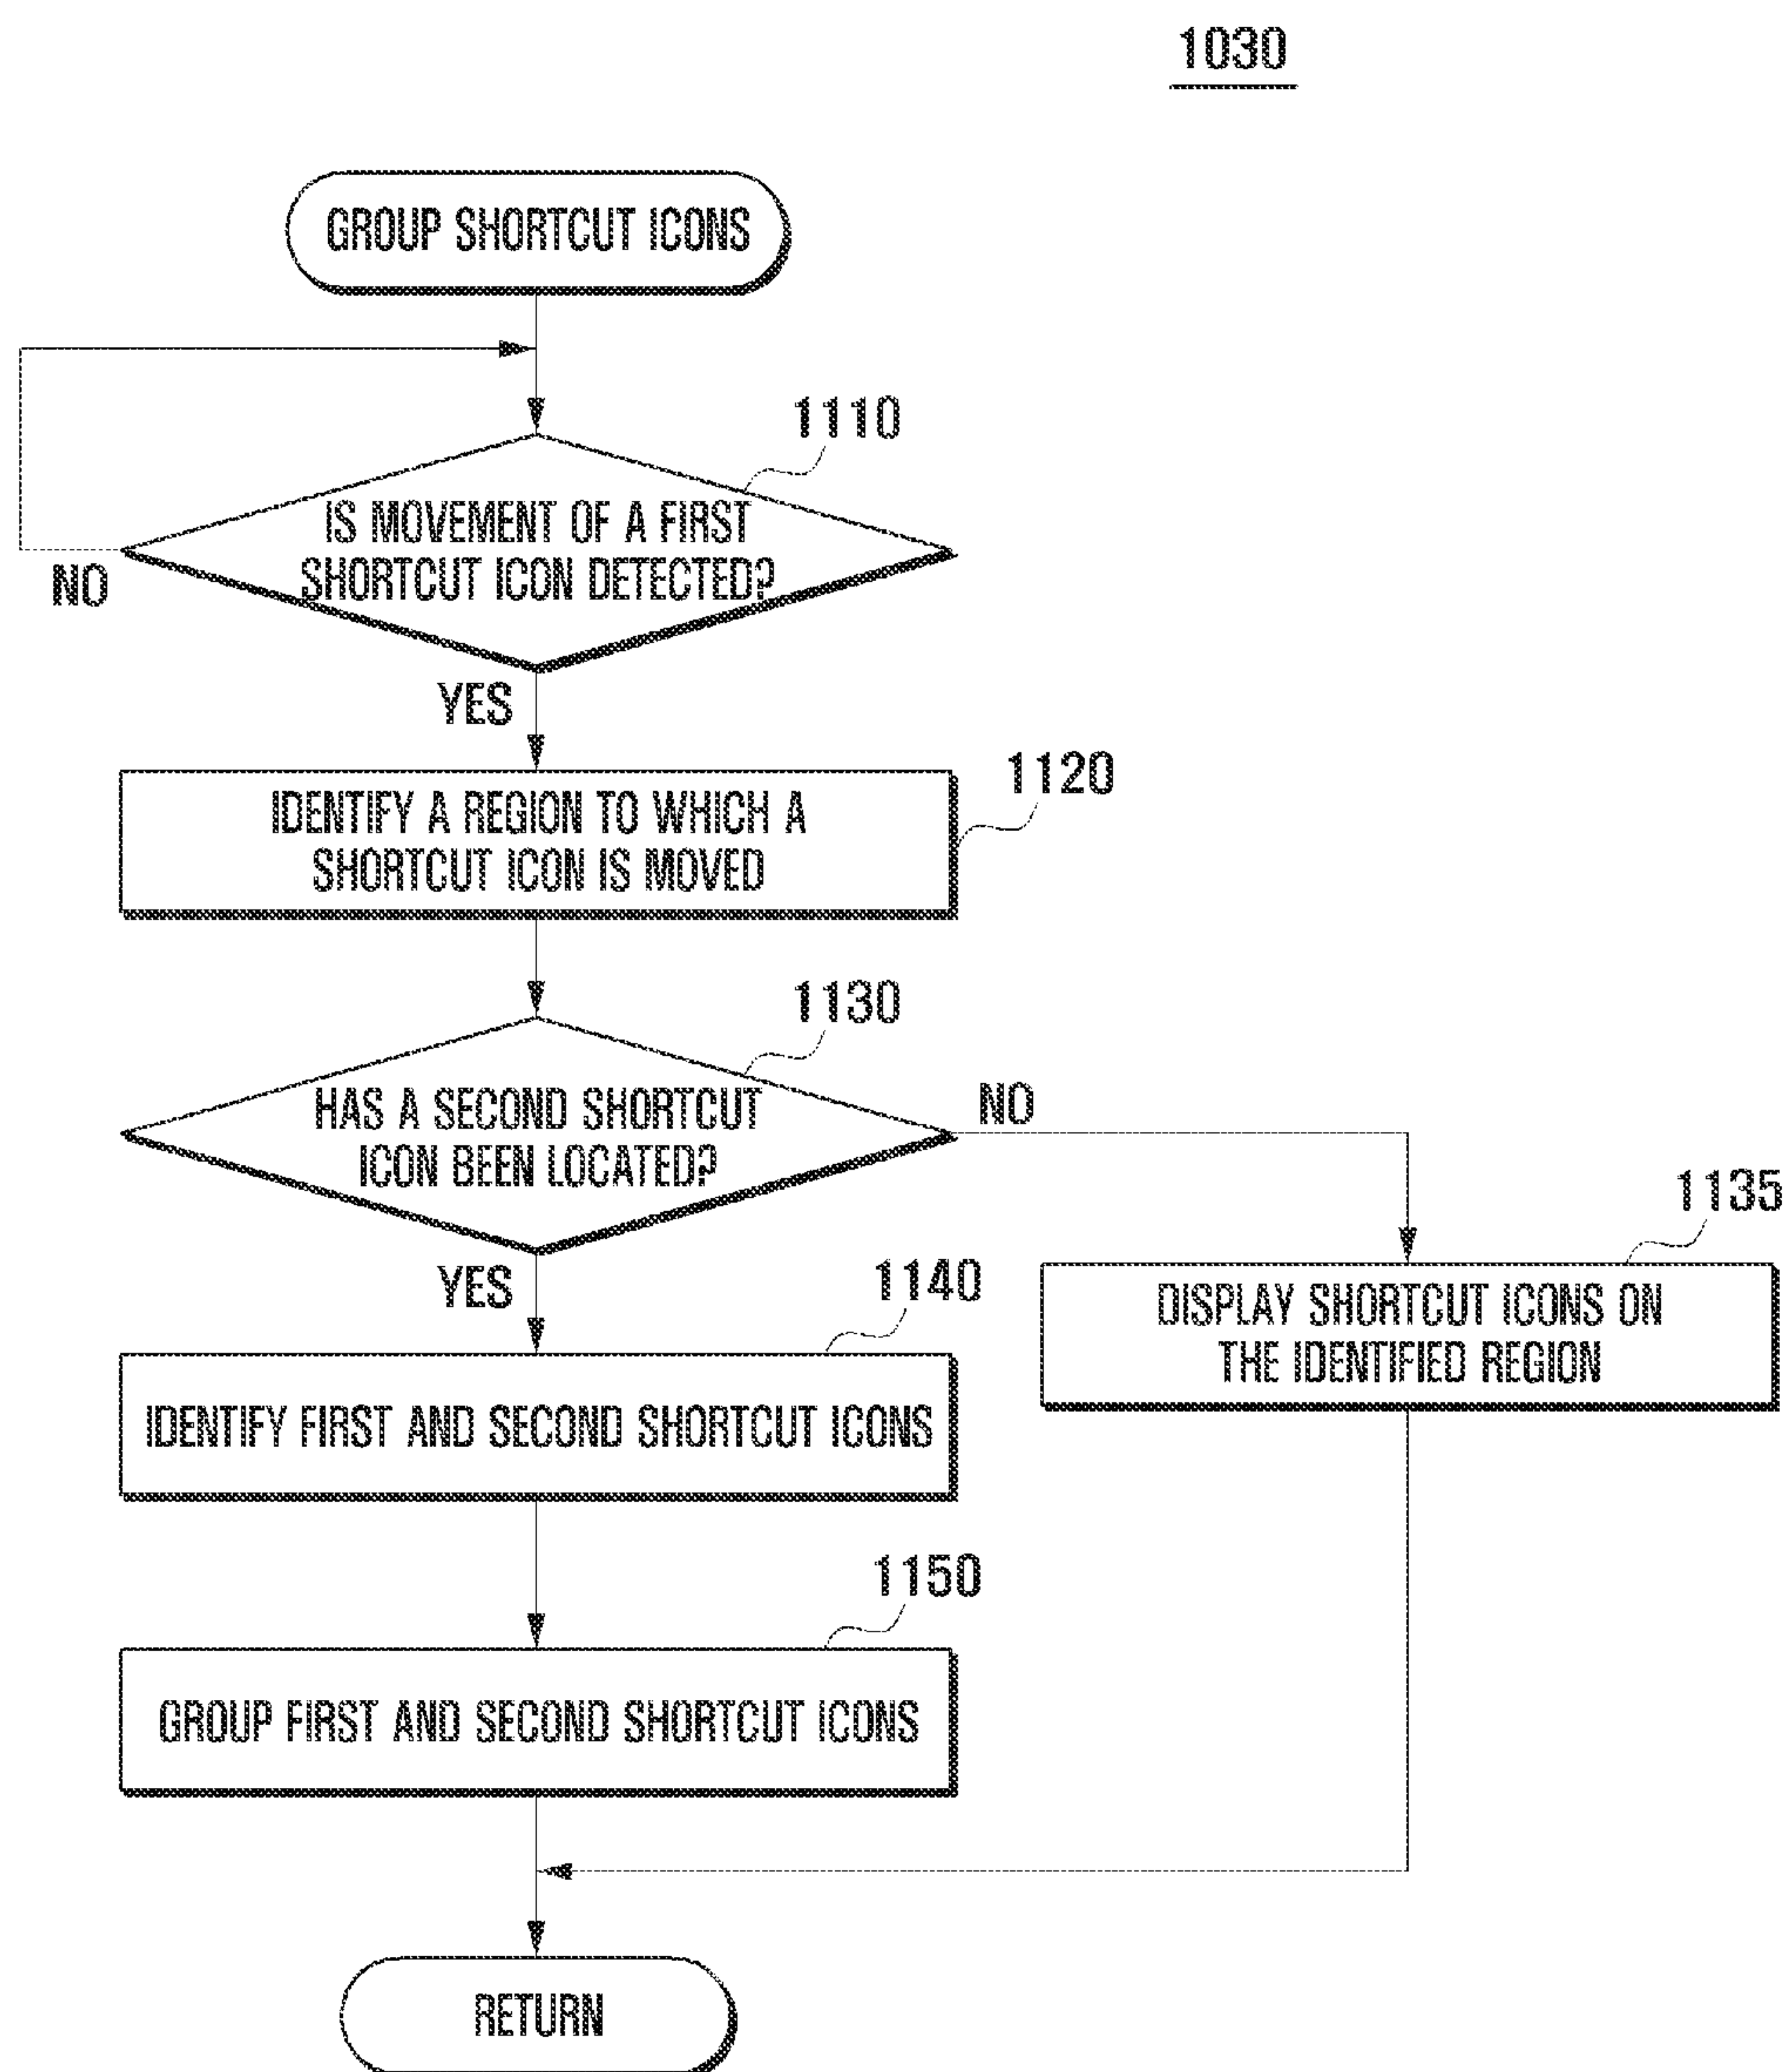 1030
GROUP SHORTCUT ICONS
1110
IS MOVEMENT OF A FIRST
SHORTCUT ICON DETECTED?
NO
YES
1120
IDENTIFY A REGION TO WHICH A
SHORTCUT ICON IS MOVED
1130
HAS A SECOND SHORTCUT
ICON BEEN LOCATED?
NO
YES
1135
DISPLAY SHORTCUT ICONS ON
THE IDENTIFIED REGION
1140
IDENTIFY FIRST AND SECOND SHORTCUT ICONS
1150
GROUP FIRST AND SECOND SHORTCUT ICONS
RETURN